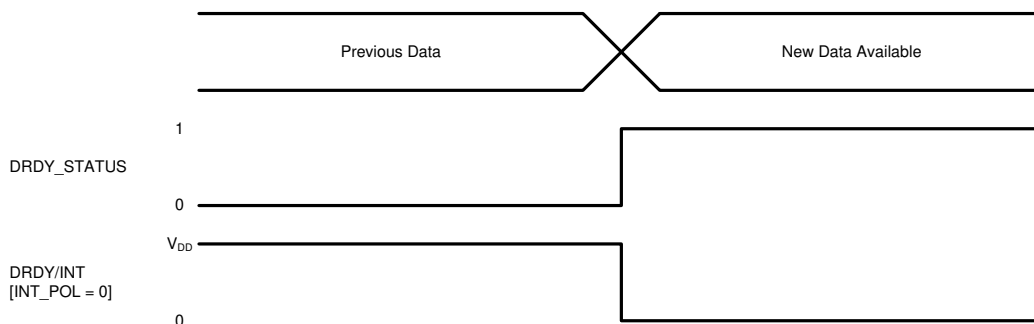 Previous Data
New Data Available
1
DRDY_STATUS
0
VDD
DRDY/INT
[INT_POL = 0]
0